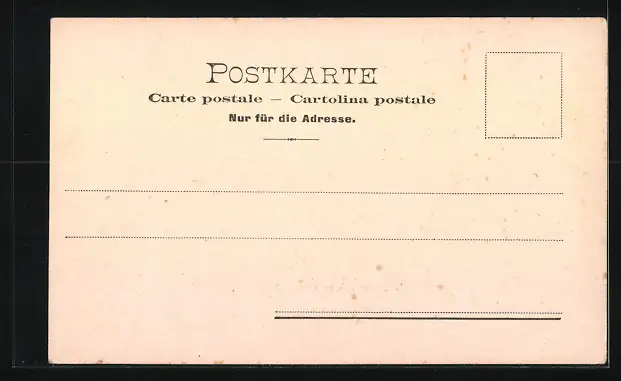 POSTKARTE
Carte postale – Cartolina postale
Nur für die Adresse.